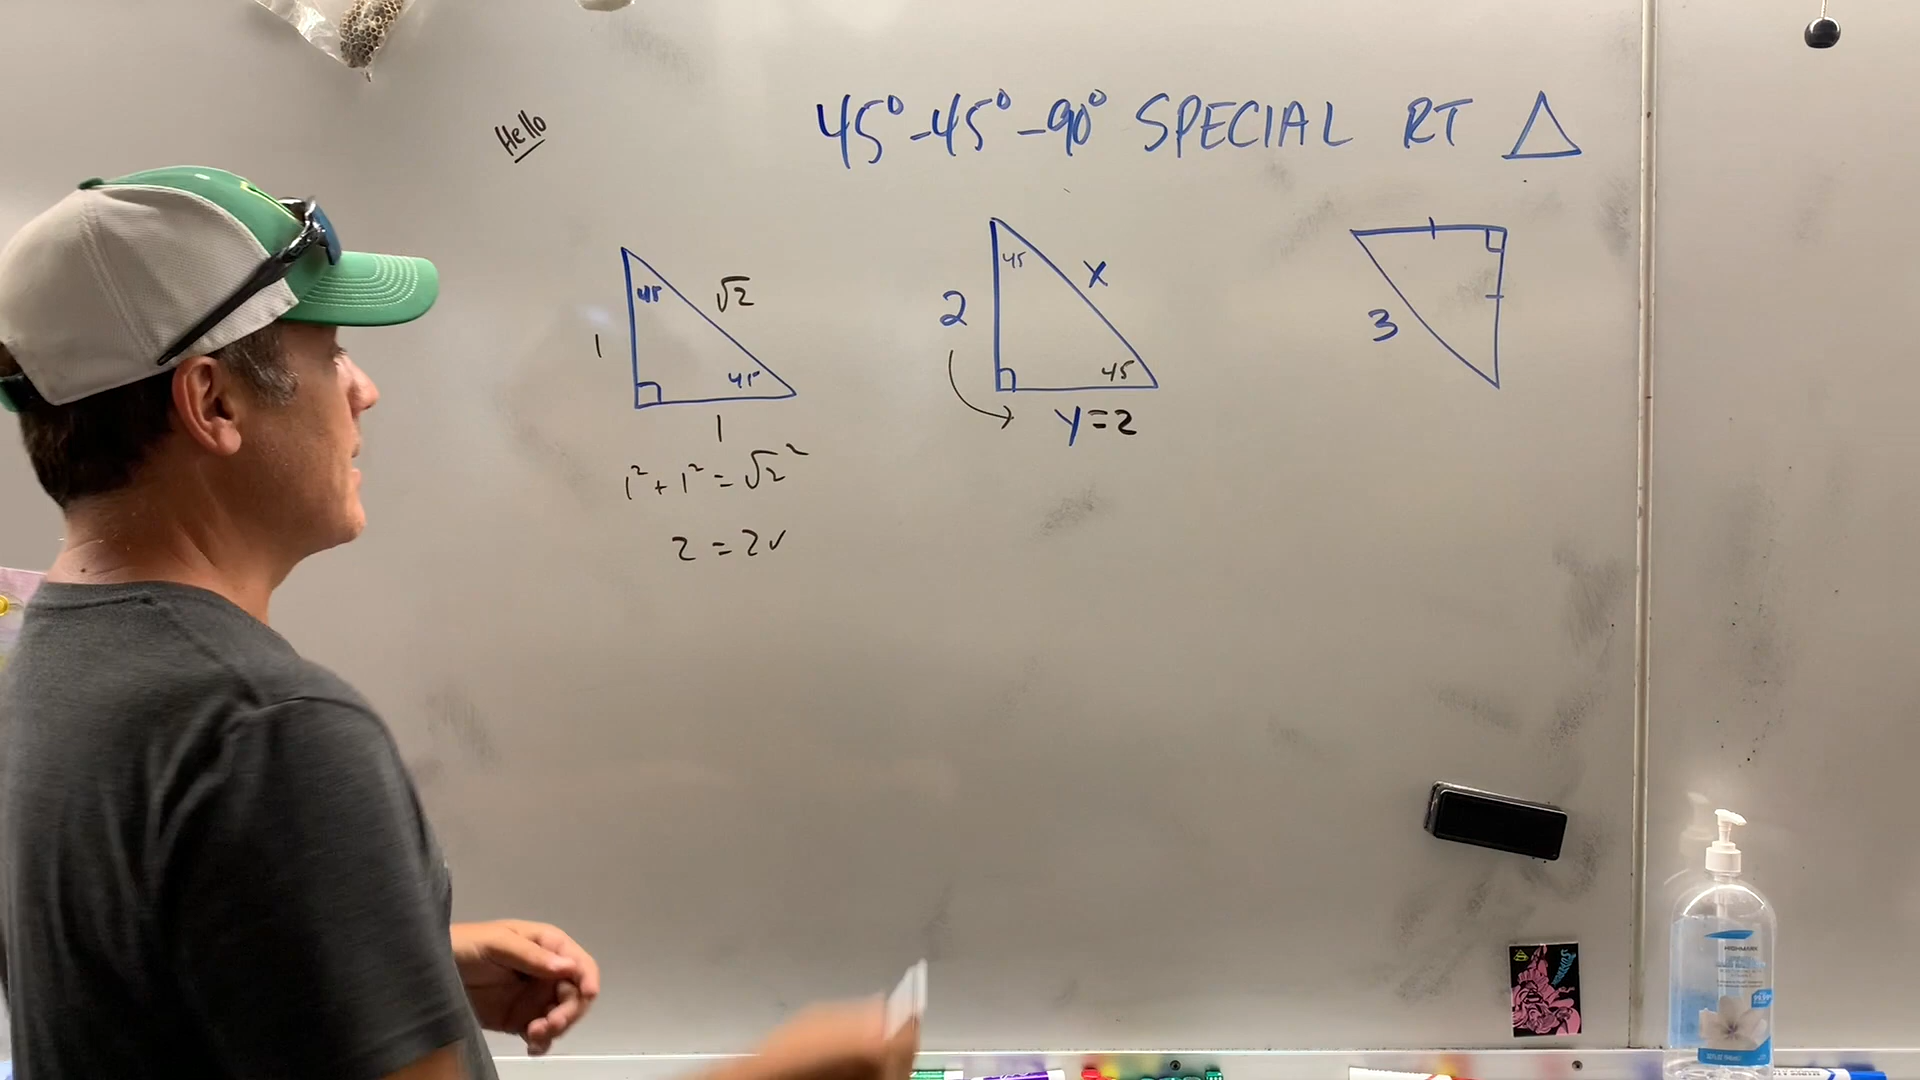 Hello
45°-45°-90° SPECIAL RT △
45
√2
1
45
1
1² + 1² = √2²
2 = 2 ✓
45
x
2
45
y = 2
3
HIGHMARK